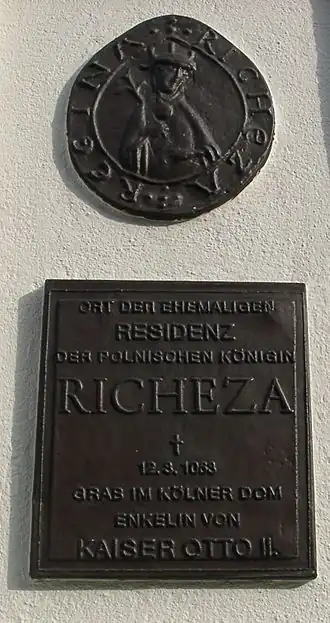 REGINA RICHEZA
ORT DER EHEMALIGEN
RESIDENZ
DER POLNISCHEN KÖNIGIN
RICHEZA
†
12.3.1063
GRAB IM KÖLNER DOM
ENKELIN VON
KAISER OTTO II.